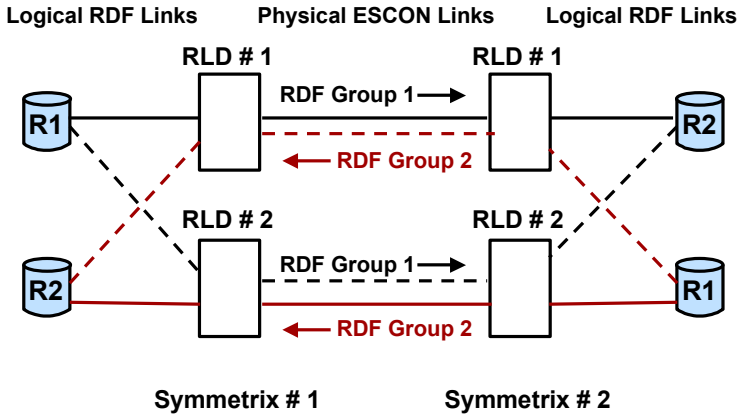 Logical RDF Links Physical ESCON Links Logical RDF Links
RLD # 1 RLD # 1
RDF Group 1
R1 R2
RDF Group 2
RLD # 2 RLD # 2
RDF Group 1
R2 R1
RDF Group 2
Symmetrix # 1 Symmetrix # 2